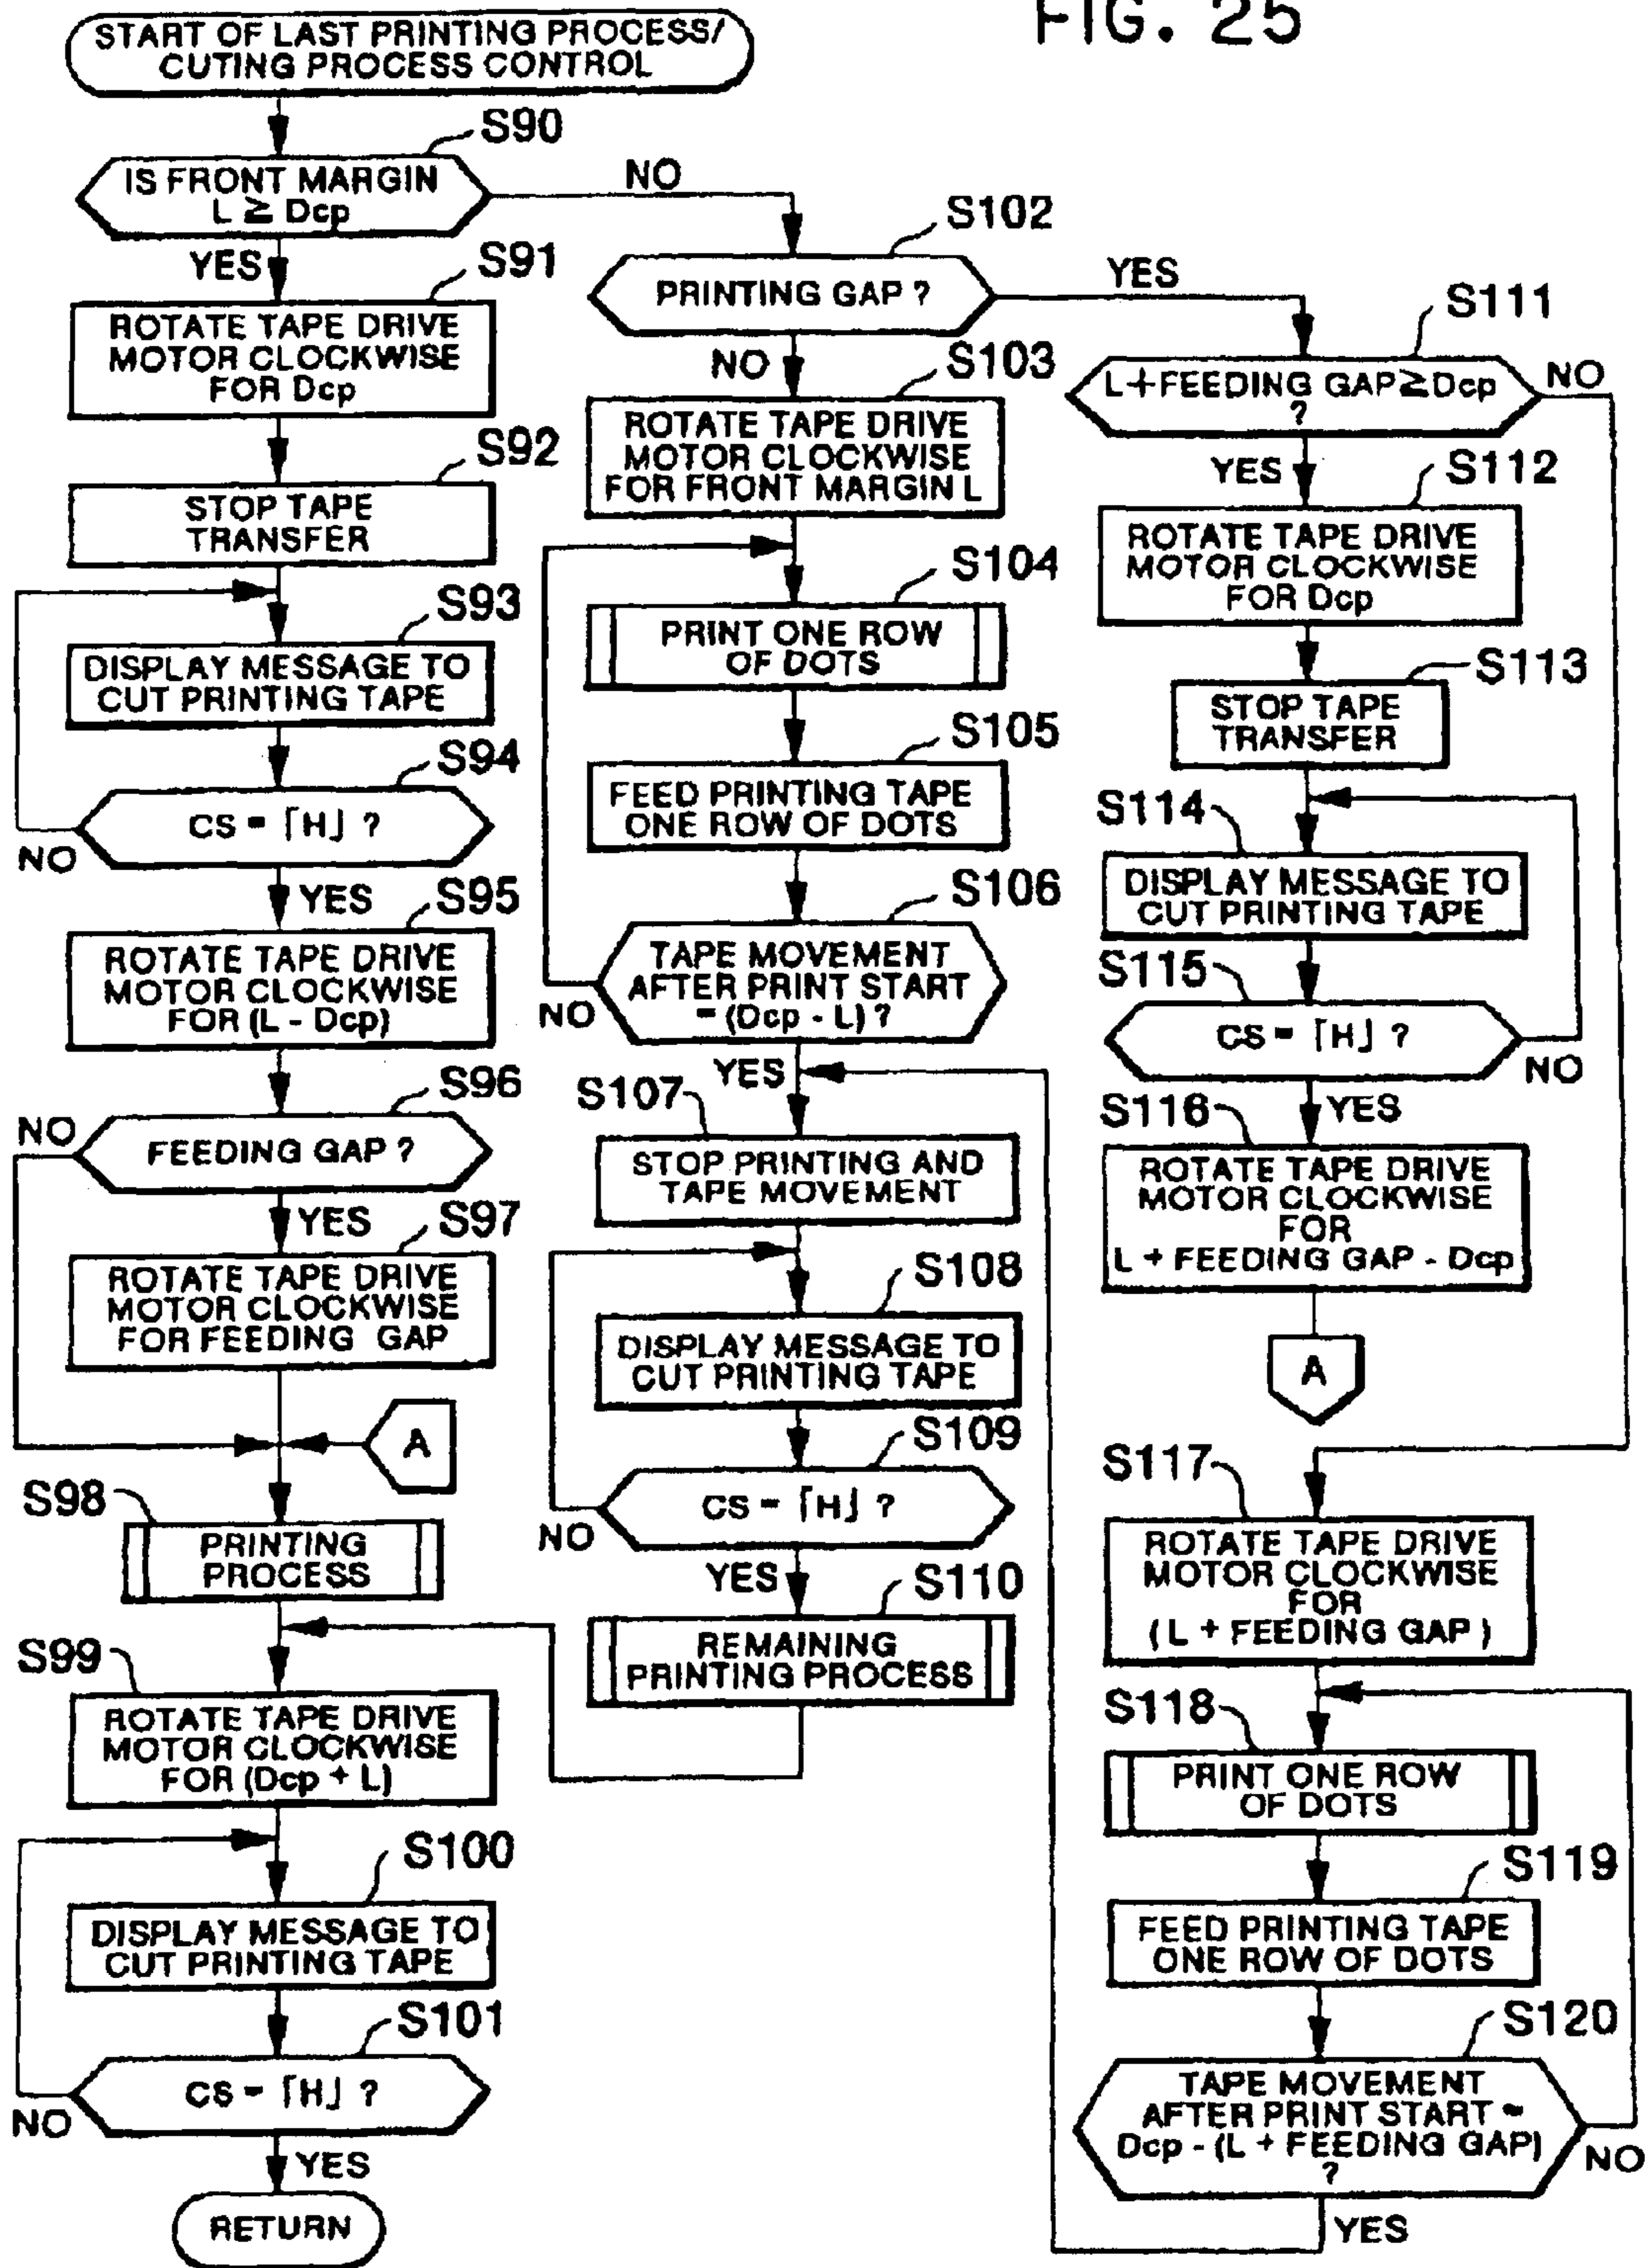 FIG. 25
START OF LAST PRINTING PROCESS/
CUTING PROCESS CONTROL
S90
IS FRONT MARGIN
L ≧ Dcp
NO
YES
S91
ROTATE TAPE DRIVE
MOTOR CLOCKWISE
FOR Dcp
S92
STOP TAPE
TRANSFER
S93
DISPLAY MESSAGE TO
CUT PRINTING TAPE
S94
CS = ｢H｣ ?
NO
YES
S95
ROTATE TAPE DRIVE
MOTOR CLOCKWISE
FOR (L - Dcp)
S96
NO
FEEDING GAP ?
YES
S97
ROTATE TAPE DRIVE
MOTOR CLOCKWISE
FOR FEEDING GAP
A
S98
PRINTING
PROCESS
S99
ROTATE TAPE DRIVE
MOTOR CLOCKWISE
FOR (Dcp + L)
S100
DISPLAY MESSAGE TO
CUT PRINTING TAPE
S101
CS = ｢H｣ ?
NO
YES
RETURN
S102
PRINTING GAP ?
YES
NO
S103
ROTATE TAPE DRIVE
MOTOR CLOCKWISE
FOR FRONT MARGIN L
S104
PRINT ONE ROW
OF DOTS
S105
FEED PRINTING TAPE
ONE ROW OF DOTS
S106
TAPE MOVEMENT
AFTER PRINT START
= (Dcp - L) ?
NO
YES
S107
STOP PRINTING AND
TAPE MOVEMENT
S108
DISPLAY MESSAGE TO
CUT PRINTING TAPE
S109
CS = ｢H｣ ?
NO
YES
S110
REMAINING
PRINTING PROCESS
S111
L + FEEDING GAP ≧ Dcp
?
NO
YES
S112
ROTATE TAPE DRIVE
MOTOR CLOCKWISE
FOR Dcp
S113
STOP TAPE
TRANSFER
S114
DISPLAY MESSAGE TO
CUT PRINTING TAPE
S115
CS = ｢H｣ ?
NO
YES
S116
ROTATE TAPE DRIVE
MOTOR CLOCKWISE
FOR
L + FEEDING GAP - Dcp
A
S117
ROTATE TAPE DRIVE
MOTOR CLOCKWISE
FOR
( L + FEEDING GAP )
S118
PRINT ONE ROW
OF DOTS
S119
FEED PRINTING TAPE
ONE ROW OF DOTS
S120
TAPE MOVEMENT
AFTER PRINT START =
Dcp - (L + FEEDING GAP)
?
NO
YES